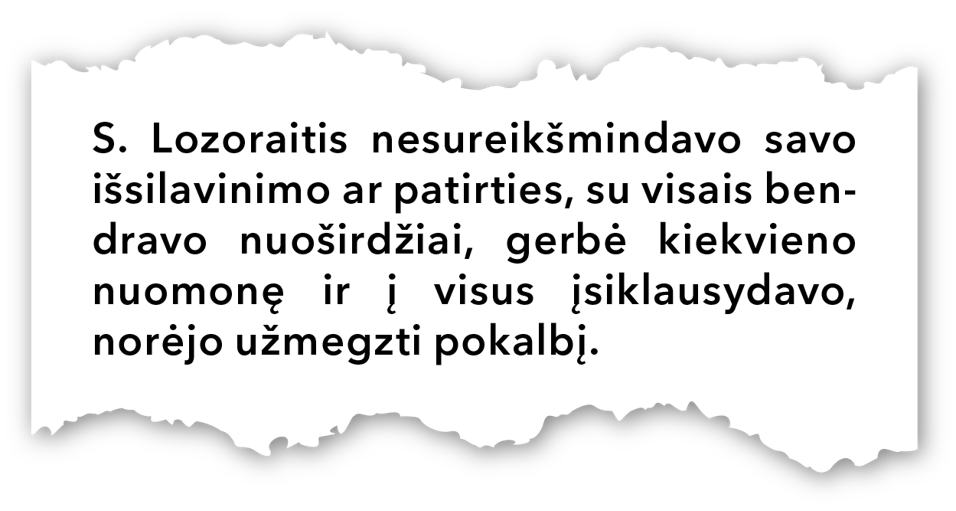 S. Lozoraitis nesureikšmindavo savo
išsilavinimo ar patirties, su visais ben-
dravo nuoširdžiai, gerbė kiekvieno
nuomonę ir į visus įsiklausydavo,
norėjo užmegzti pokalbį.